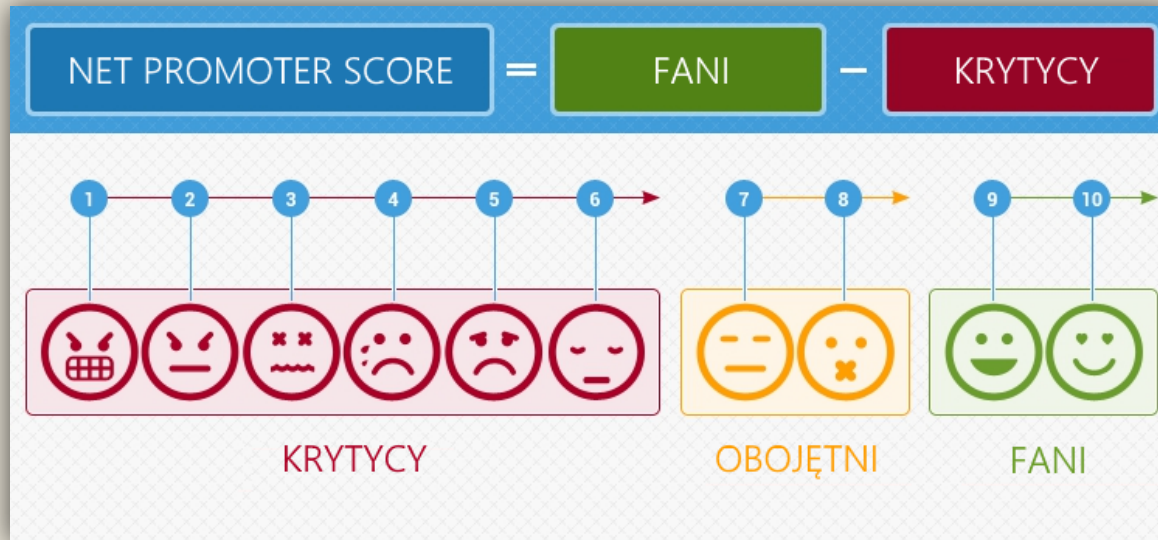 NET PROMOTER SCORE = FANI – KRYTYCY
1 2 3 4 5 6 7 8 9 10
KRYTYCY OBOJĘTNI FANI